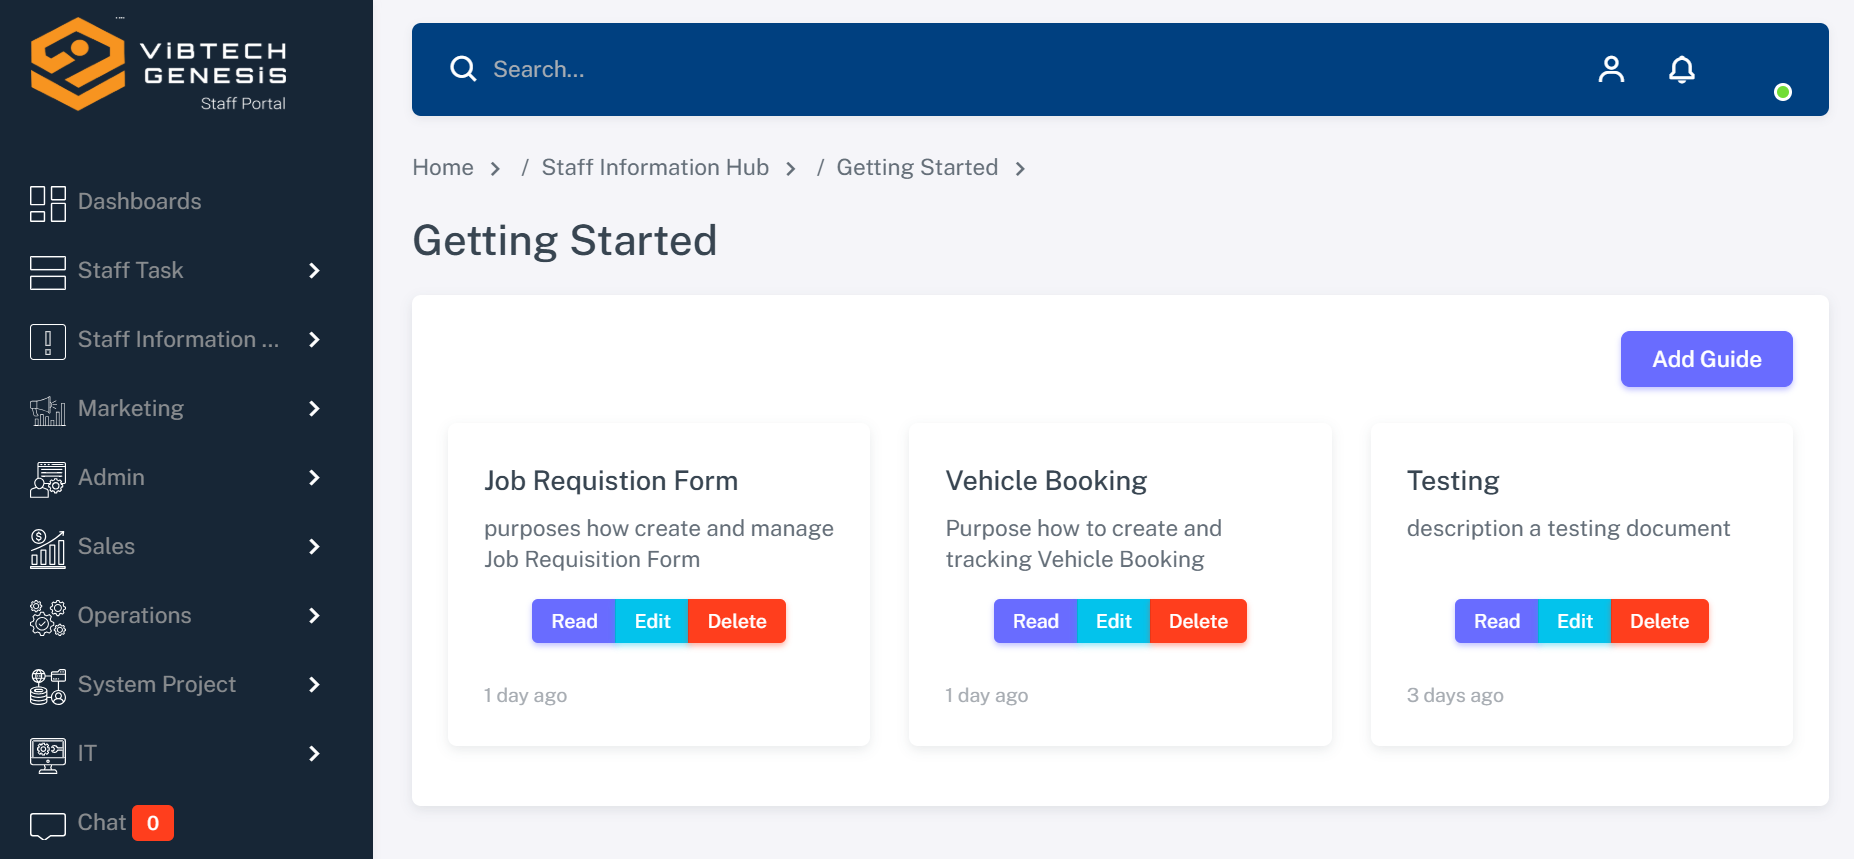 ViBTECH
GENESiS
Staff Portal
Dashboards
Staff Task
Staff Information ...
Marketing
Admin
Sales
Operations
System Project
IT
Chat 0
Search...
Home > / Staff Information Hub > / Getting Started >
Getting Started
Add Guide
Job Requistion Form
purposes how create and manage
Job Requisition Form
Read Edit Delete
1 day ago
Vehicle Booking
Purpose how to create and
tracking Vehicle Booking
Read Edit Delete
1 day ago
Testing
description a testing document
Read Edit Delete
3 days ago